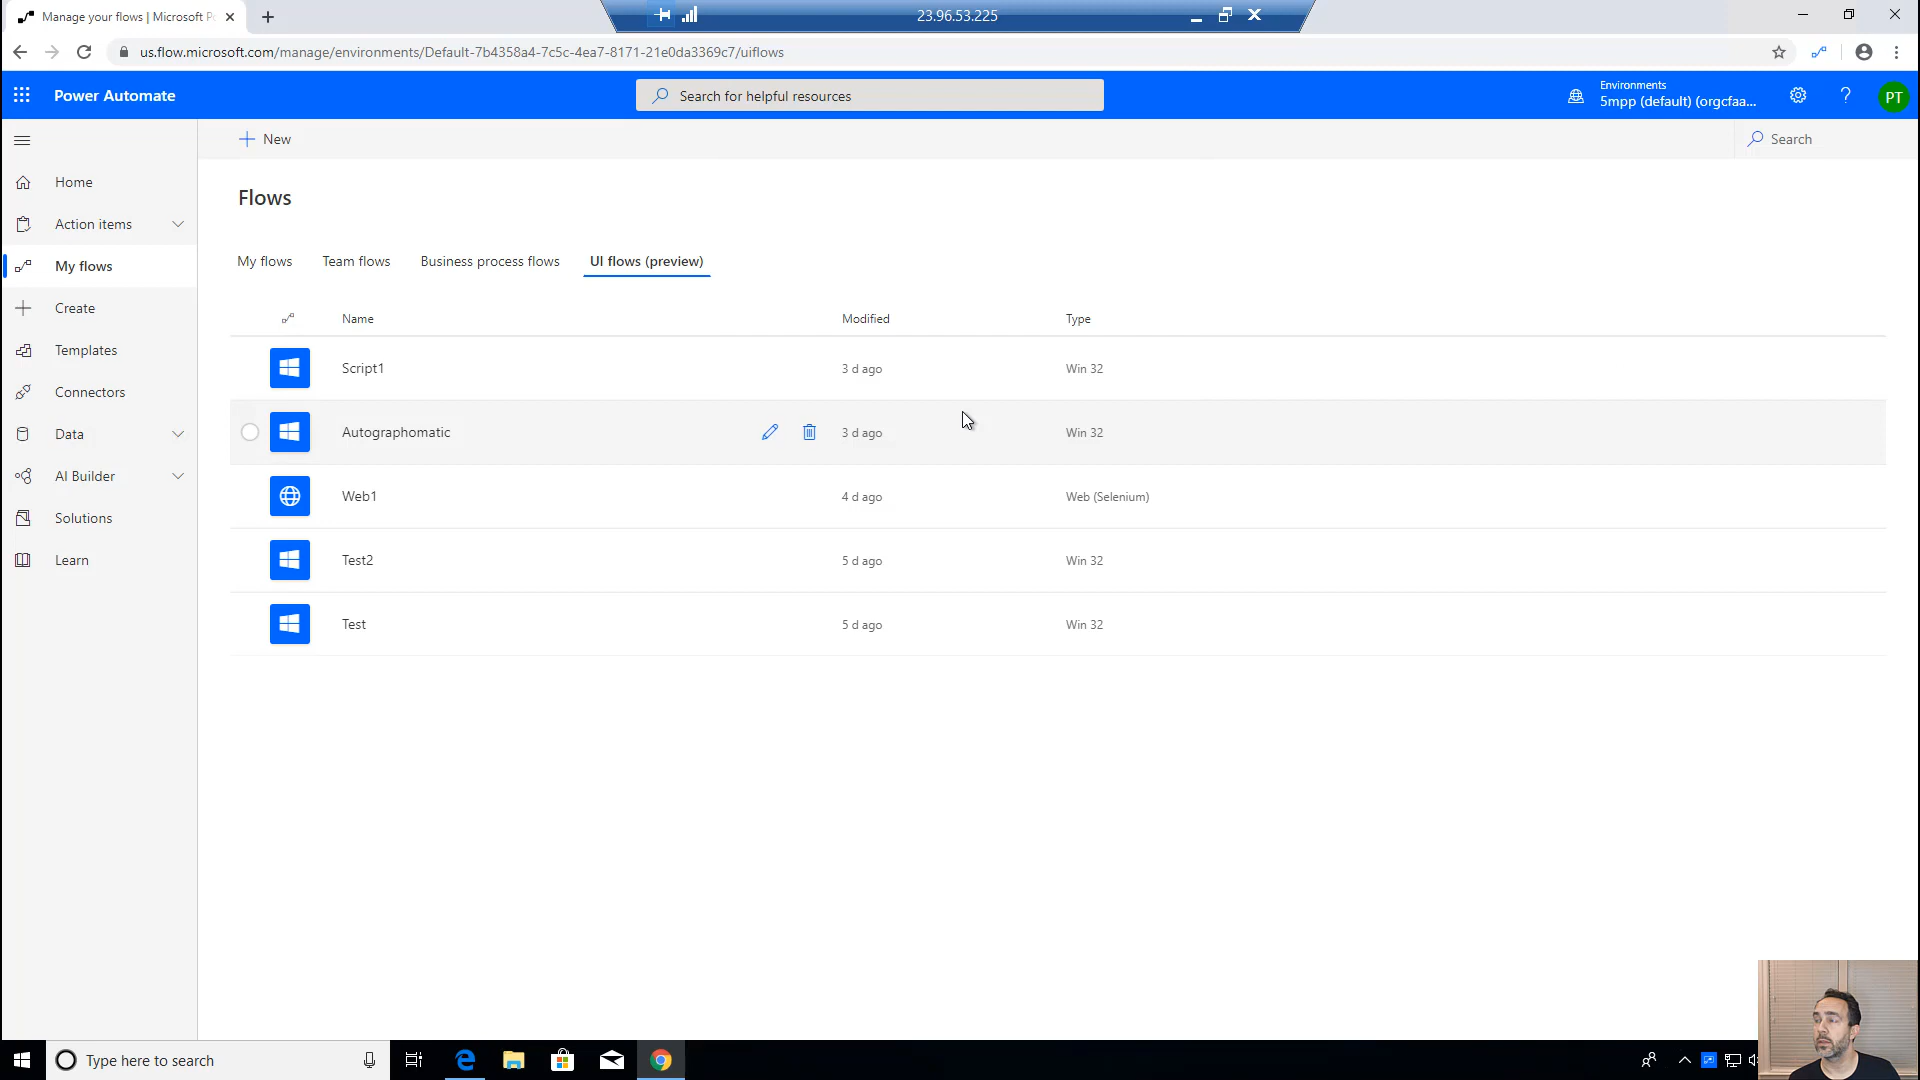 Manage your flows | Microsoft P
23.96.53.225
us.flow.microsoft.com/manage/environments/Default-7b4358a4-7c5c-4ea7-8171-21e0da3369c7/uiflows
Power Automate
Search for helpful resources
Environments
5mpp (default) (orgcfaa...
?
PT
New
Search
Home
Action items
My flows
Create
Templates
Connectors
Data
AI Builder
Solutions
Learn
Flows
My flows
Team flows
Business process flows
UI flows (preview)
Name
Modified
Type
Script1
3 d ago
Win 32
Autographomatic
3 d ago
Win 32
Web1
4 d ago
Web (Selenium)
Test2
5 d ago
Win 32
Test
5 d ago
Win 32
Type here to search